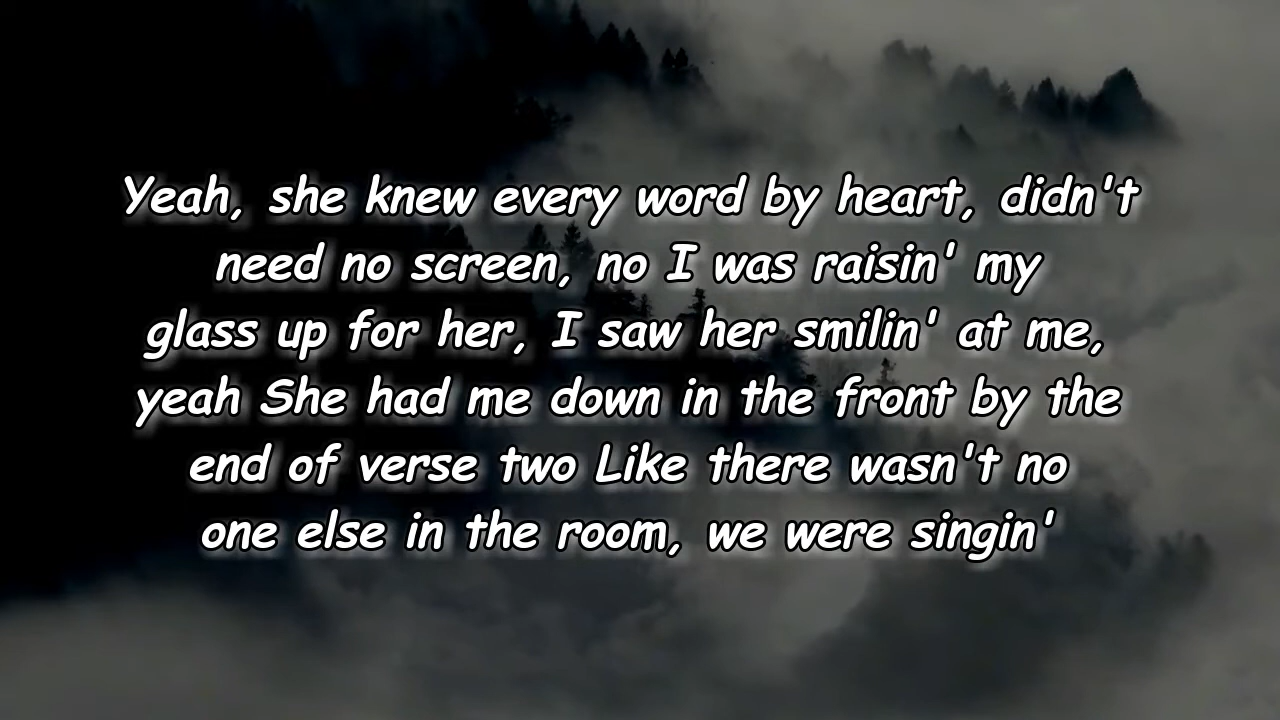 Yeah, she knew every word by heart, didn't
need no screen, no I was raisin' my
glass up for her, I saw her smilin' at me,
yeah She had me down in the front by the
end of verse two Like there wasn't no
one else in the room, we were singin'